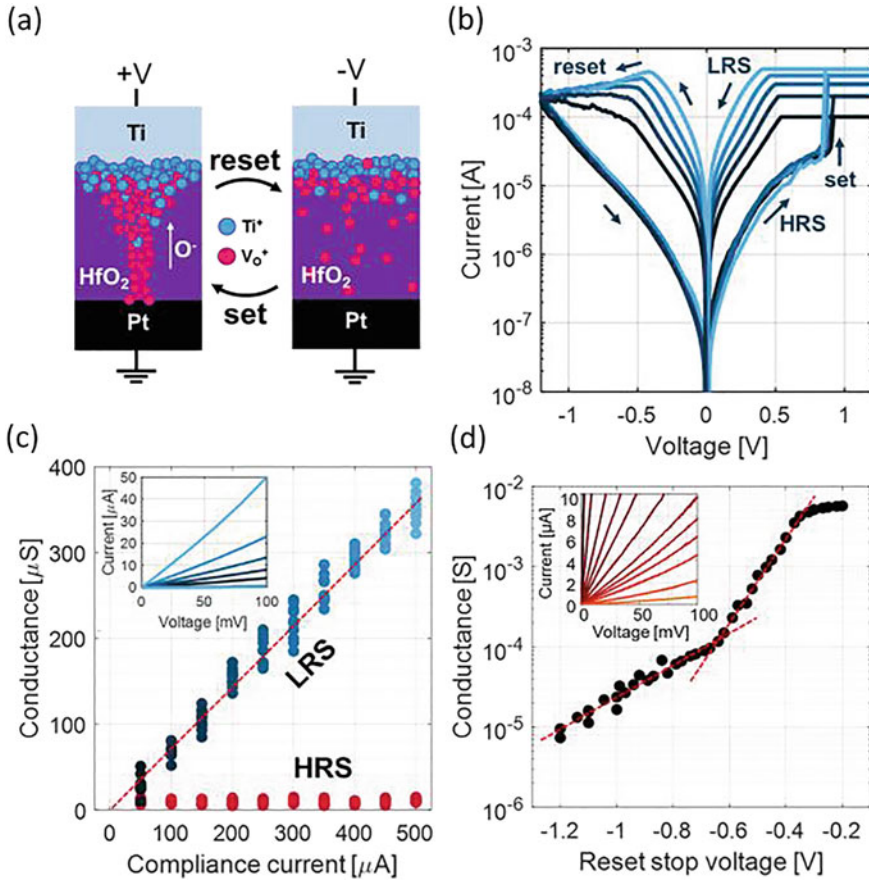 (a)
+V
-V
Ti
Ti
reset
Ti⁺
Vₒ⁺
O⁻
HfO₂
HfO₂
set
Pt
Pt
(b)
10⁻³
10⁻⁴
10⁻⁵
10⁻⁶
10⁻⁷
10⁻⁸
Current [A]
reset
LRS
set
HRS
-1
-0.5
0
0.5
1
Voltage [V]
(c)
400
300
200
100
0
Conductance [µS]
50
40
30
20
10
0
Current [µA]
0
50
100
Voltage [mV]
LRS
HRS
0
100
200
300
400
500
Compliance current [µA]
(d)
10⁻²
10⁻³
10⁻⁴
10⁻⁵
10⁻⁶
Conductance [S]
10
8
6
4
2
0
Current [µA]
0
50
100
Voltage [mV]
-1.2
-1
-0.8
-0.6
-0.4
-0.2
Reset stop voltage [V]